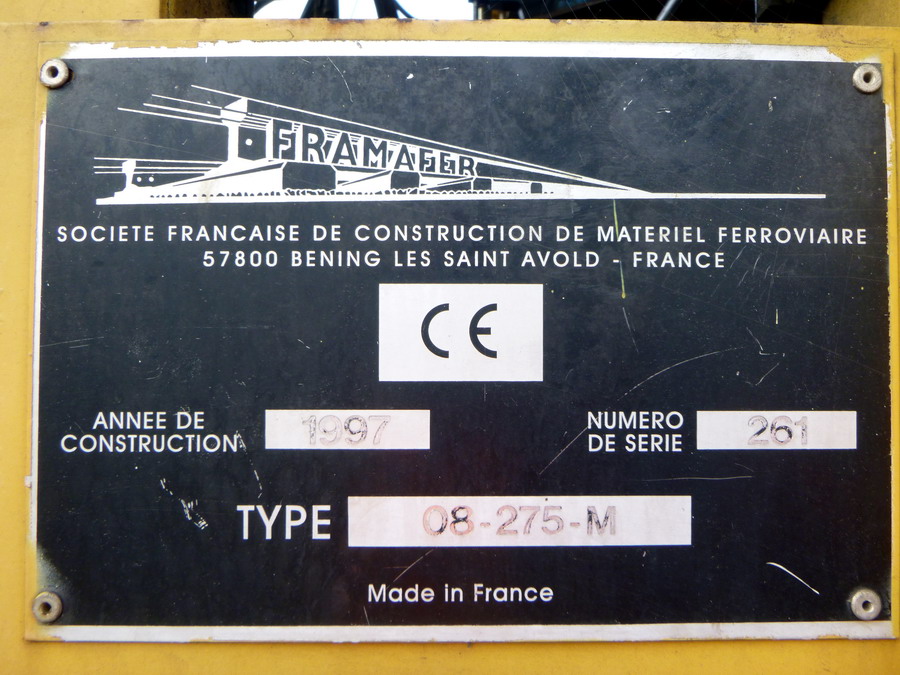 FRAMAFER
SOCIETE FRANCAISE DE CONSTRUCTION DE MATERIEL FERROVIAIRE
57800 BENING LES SAINT AVOLD - FRANCE
CE
ANNEE DE CONSTRUCTION 1997
NUMERO DE SERIE 261
TYPE 08-275-M
Made in France